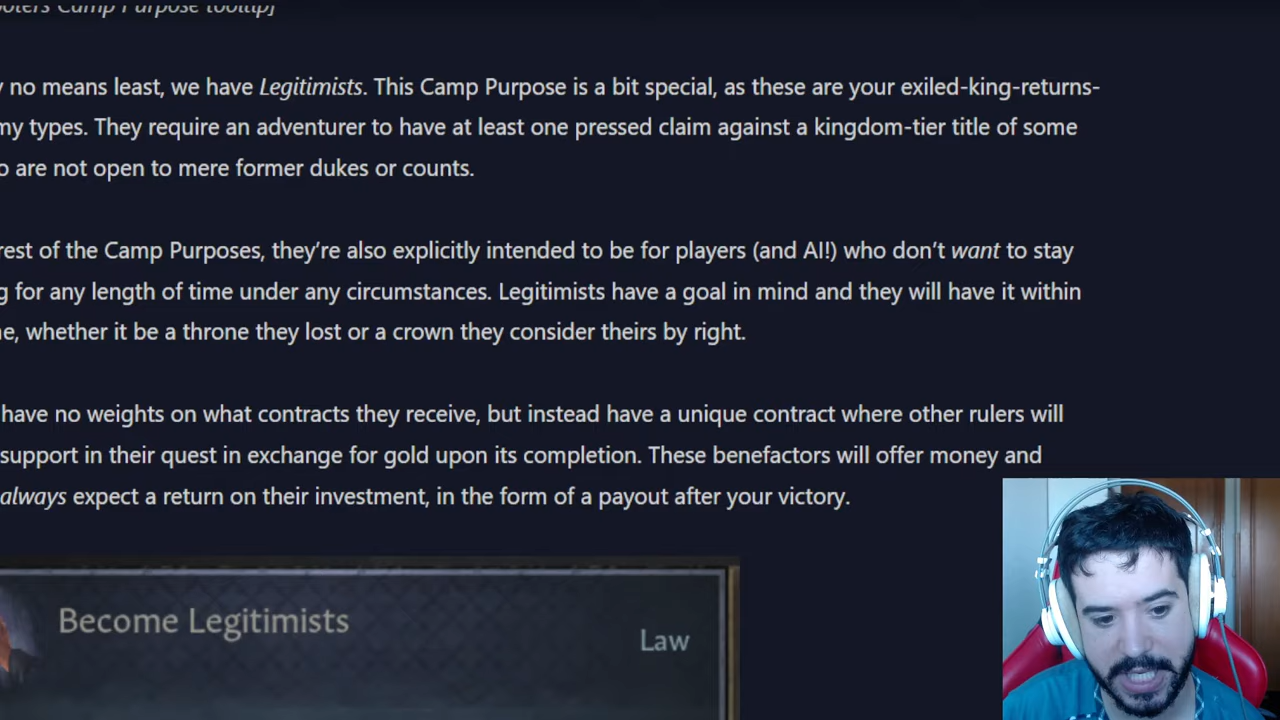 ooters Camp Purpose tooltip]
y no means least, we have Legitimists. This Camp Purpose is a bit special, as these are your exiled-king-returns-
my types. They require an adventurer to have at least one pressed claim against a kingdom-tier title of some
o are not open to mere former dukes or counts.
rest of the Camp Purposes, they're also explicitly intended to be for players (and AI!) who don't want to stay
g for any length of time under any circumstances. Legitimists have a goal in mind and they will have it within
e, whether it be a throne they lost or a crown they consider theirs by right.
have no weights on what contracts they receive, but instead have a unique contract where other rulers will
support in their quest in exchange for gold upon its completion. These benefactors will offer money and
always expect a return on their investment, in the form of a payout after your victory.
Become Legitimists
Law